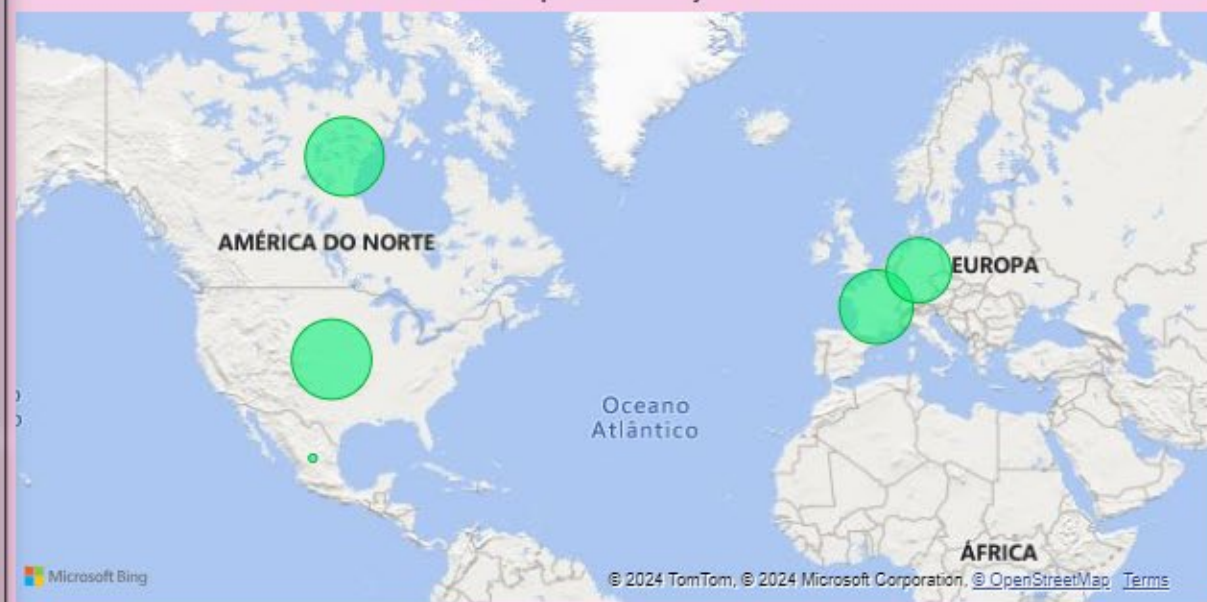 AMÉRICA DO NORTE
EUROPA
Oceano
Atlântico
ÁFRICA
Microsoft Bing
© 2024 TomTom, © 2024 Microsoft Corporation, © OpenStreetMap Terms